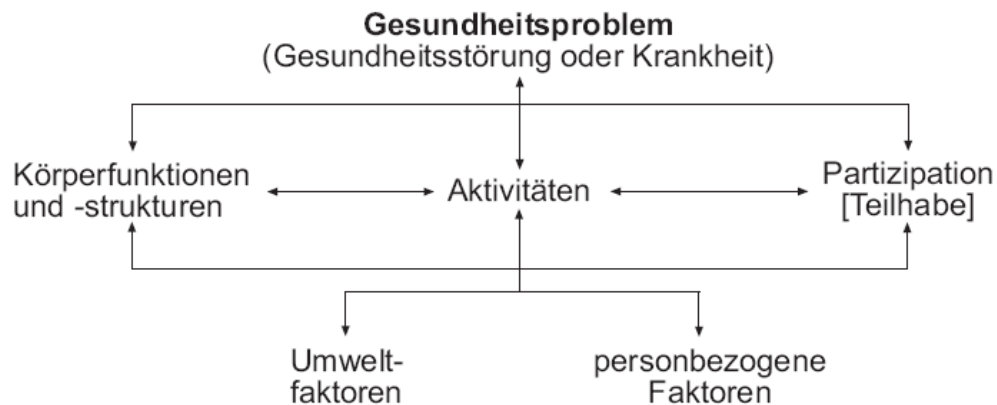 Gesundheitsproblem
(Gesundheitsstörung oder Krankheit)
Körperfunktionen
und -strukturen
Aktivitäten
Partizipation
[Teilhabe]
Umwelt-
faktoren
personbezogene
Faktoren